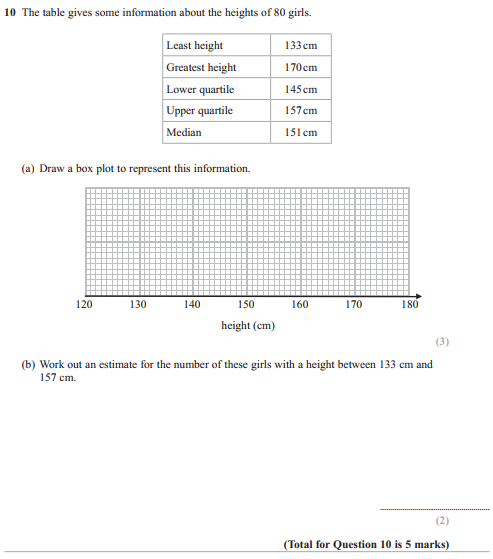 10 The table gives some information about the heights of 80 girls.
Least height 133 cm
Greatest height 170 cm
Lower quartile 145 cm
Upper quartile 157 cm
Median 151 cm
(a) Draw a box plot to represent this information.
120 130 140 150 160 170 180
height (cm)
(3)
(b) Work out an estimate for the number of these girls with a height between 133 cm and
157 cm.
(2)
(Total for Question 10 is 5 marks)